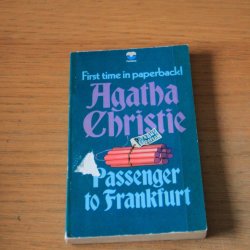 First time in paperback!
Agatha
Christie
Passenger
to Frankfurt